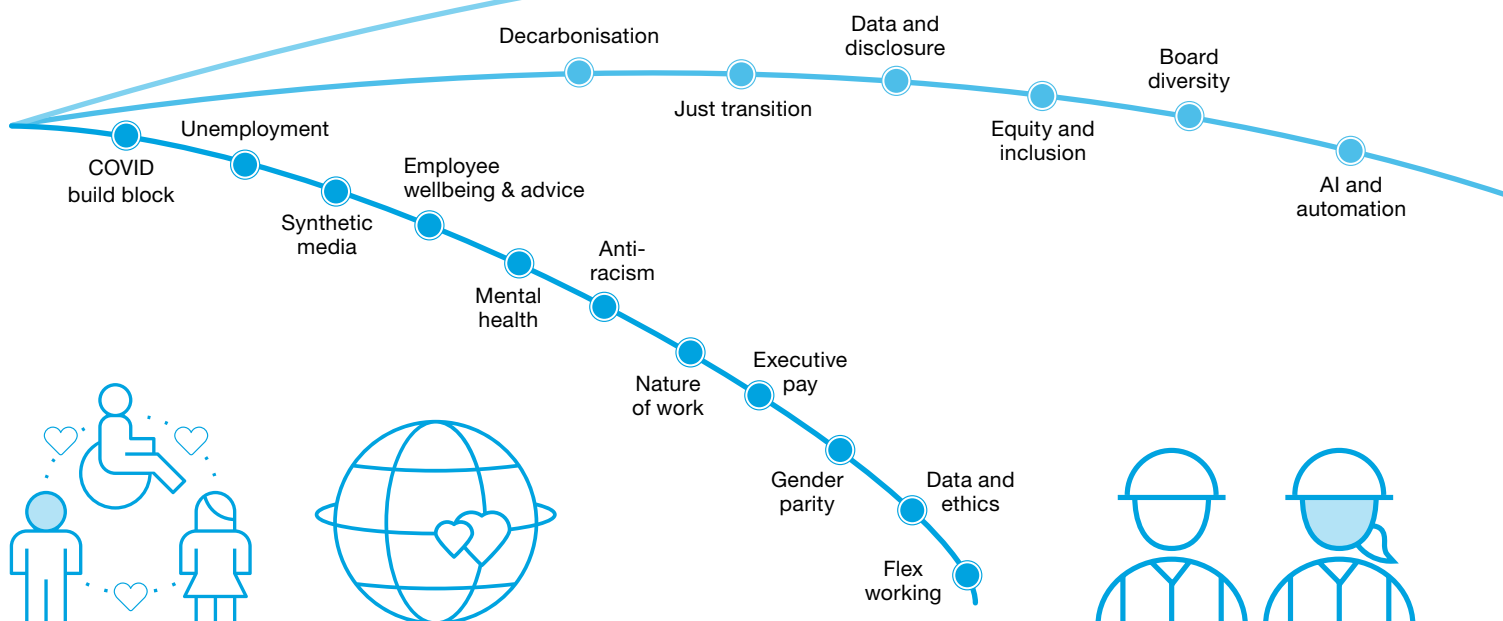 Decarbonisation
Just transition
Data and
disclosure
Equity and
inclusion
Board
diversity
AI and
automation
COVID
build block
Unemployment
Synthetic
media
Employee
wellbeing & advice
Mental
health
Anti-
racism
Nature
of work
Executive
pay
Gender
parity
Data and
ethics
Flex
working